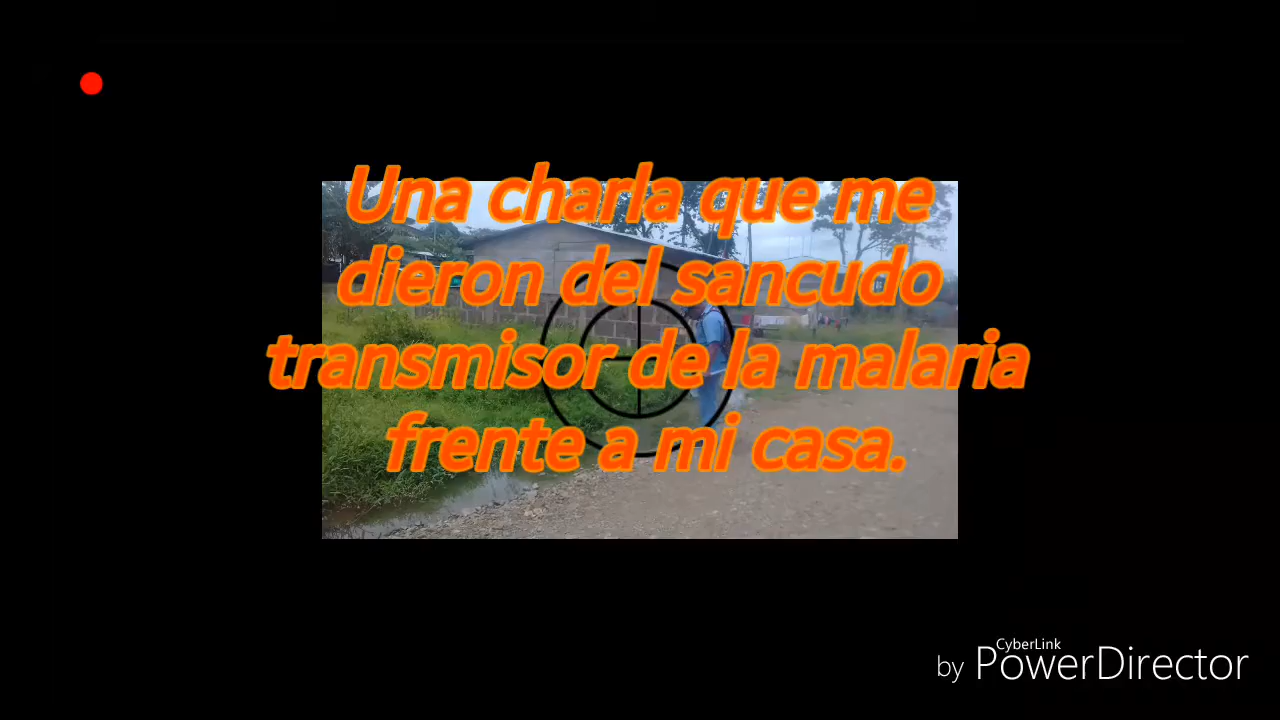 Una charla que me
dieron del sancudo
transmisor de la malaria
frente a mi casa.
CyberLink
by PowerDirector